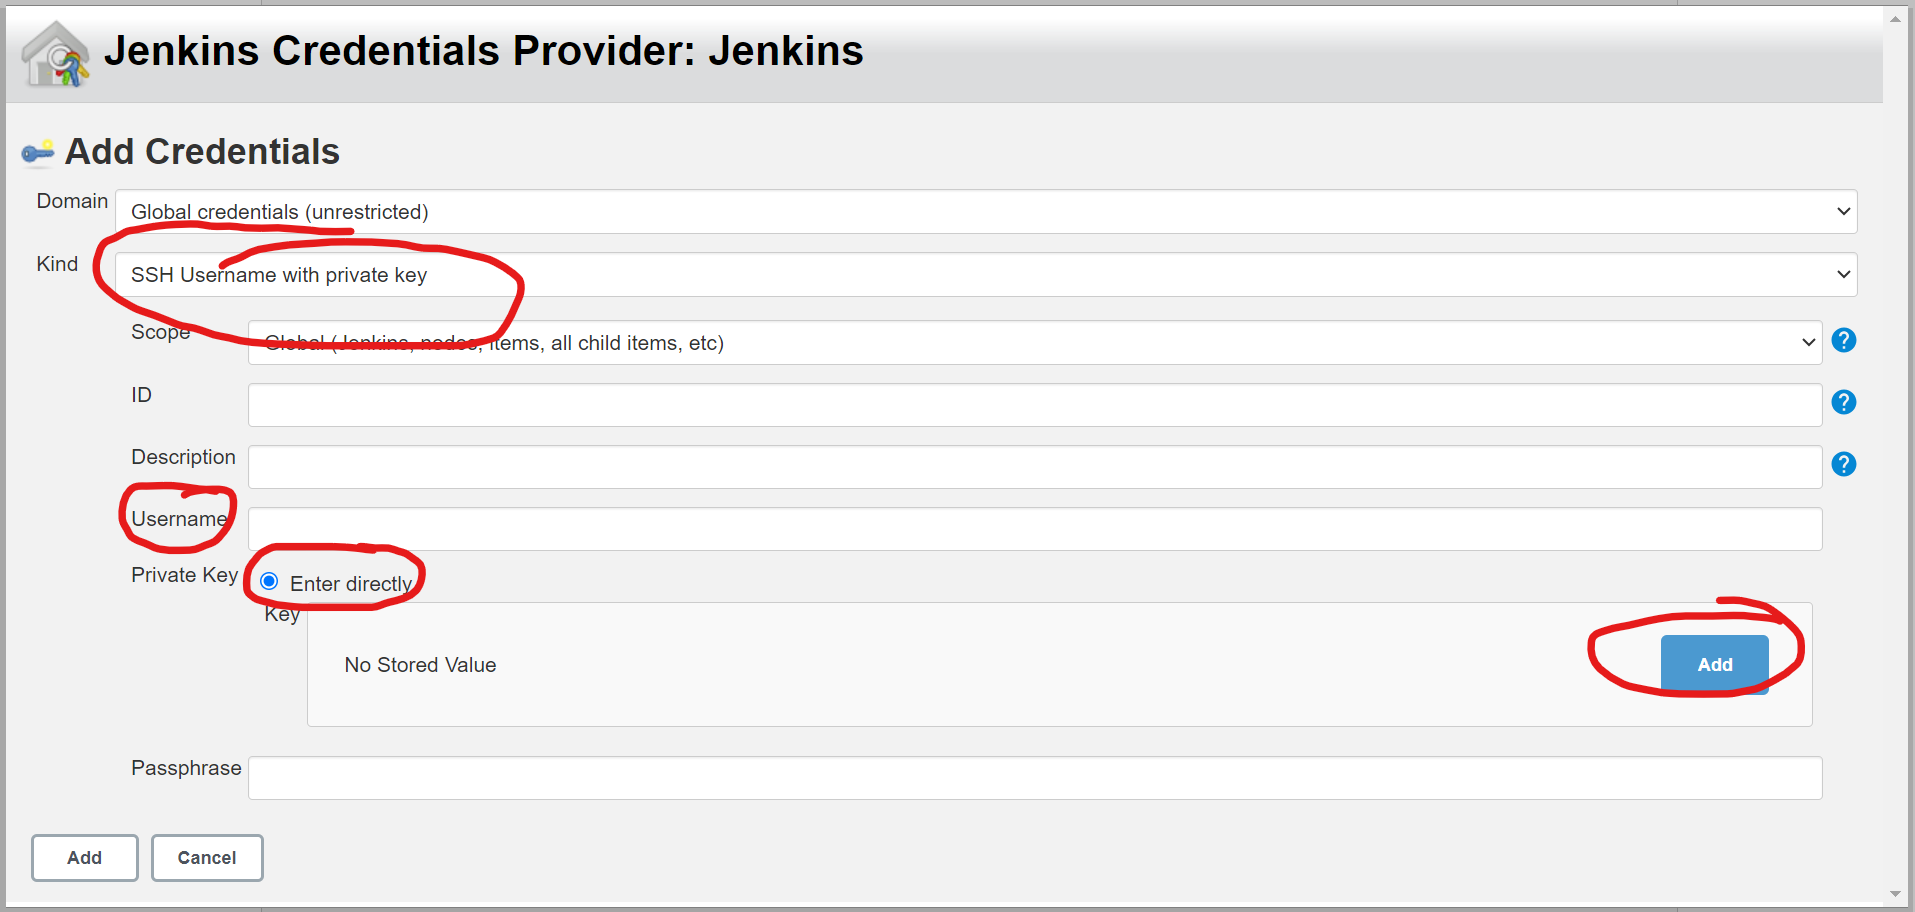 Jenkins Credentials Provider: Jenkins
Add Credentials
Domain
Global credentials (unrestricted)
Kind
SSH Username with private key
Scope
Global (Jenkins, nodes, items, all child items, etc)
?
ID
?
Description
?
Username
Private Key
Enter directly
Key
No Stored Value
Add
Passphrase
Add
Cancel